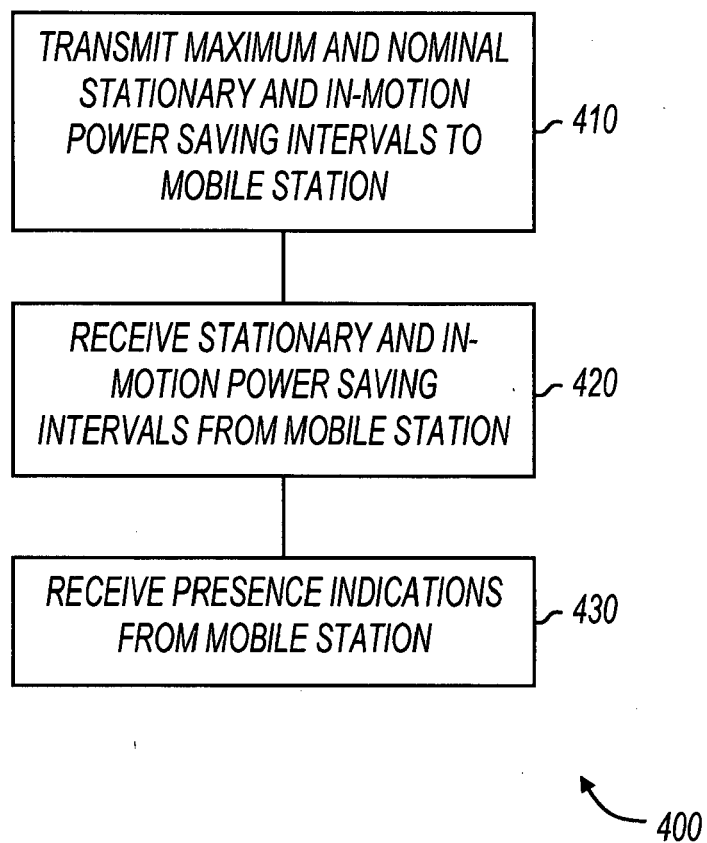 TRANSMIT MAXIMUM AND NOMINAL
STATIONARY AND IN-MOTION
POWER SAVING INTERVALS TO
MOBILE STATION
410
RECEIVE STATIONARY AND IN-
MOTION POWER SAVING
INTERVALS FROM MOBILE STATION
420
RECEIVE PRESENCE INDICATIONS
FROM MOBILE STATION
430
400